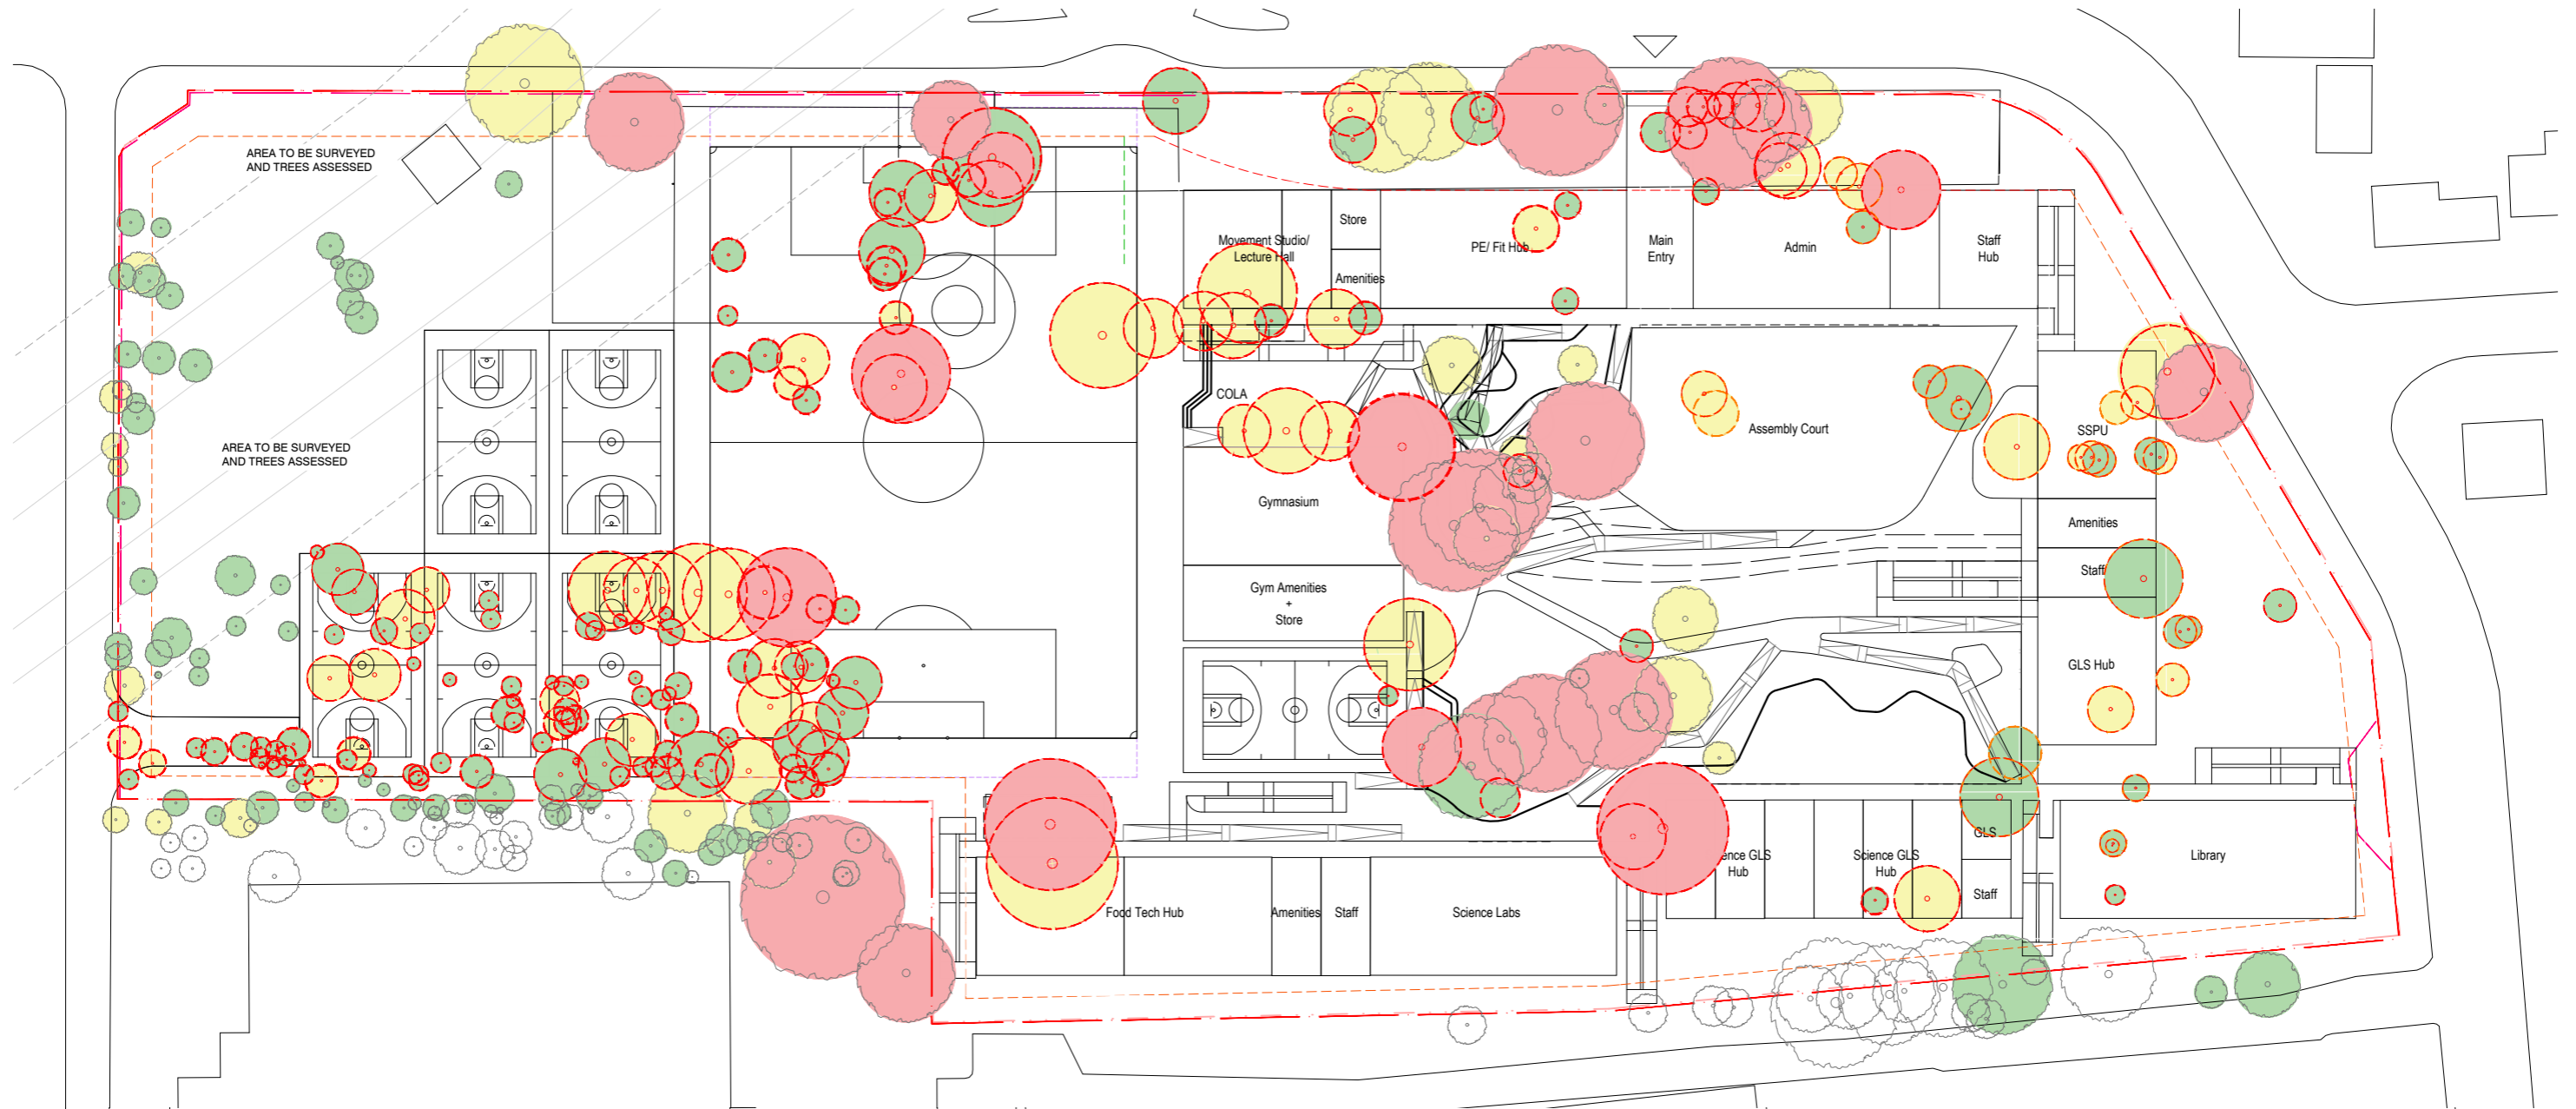 AREA TO BE SURVEYED
AND TREES ASSESSED
Store
Movement Studio/
Lecture Hall
Amenities
PE/ Fit Hub
Main
Entry
Admin
Staff
Hub
COLA
Assembly Court
SSPU
AREA TO BE SURVEYED
AND TREES ASSESSED
Gymnasium
Amenities
Staff
Gym Amenities
+
Store
GLS Hub
GLS
ence GLS
Hub
Science GLS
Hub
Staff
Library
Food Tech Hub
Amenities
Staff
Science Labs